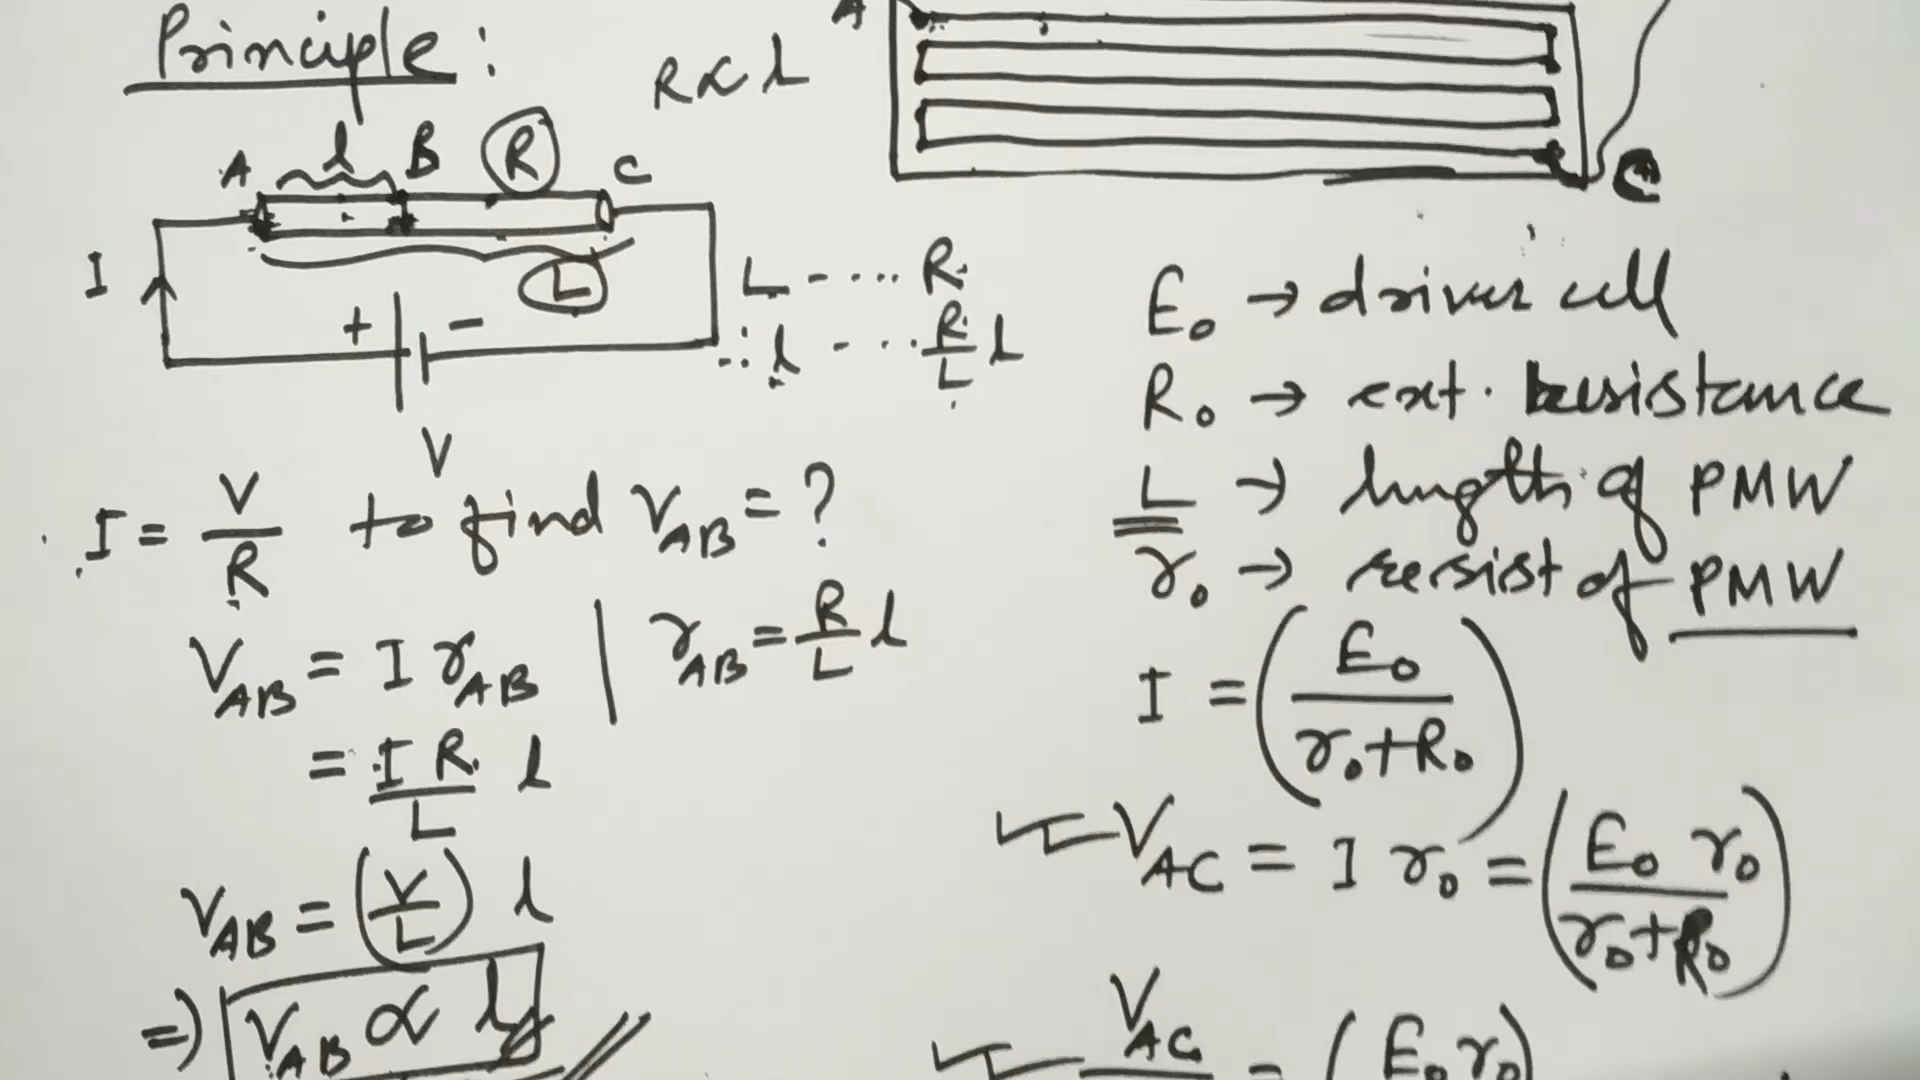 Principle :
R ∝ l
A
A l B R C
C
I
L
L - .... R
+ -
∴ l - - ... R/L l
V
E₀ → driver cell
R₀ → ext. resistance
L → length of PMW
r₀ → resist of PMW
I = V/R to find V_AB = ?
V_AB = I r_AB | r_AB = R/L l
= I R/L l
V_AB = (V/L) l
⇒ V_AB ∝ l
I = (E₀/(r₀+R₀))
V_AC = I r₀ = (E₀ r₀/(r₀+R₀))
V_AC = (E₀ r₀)